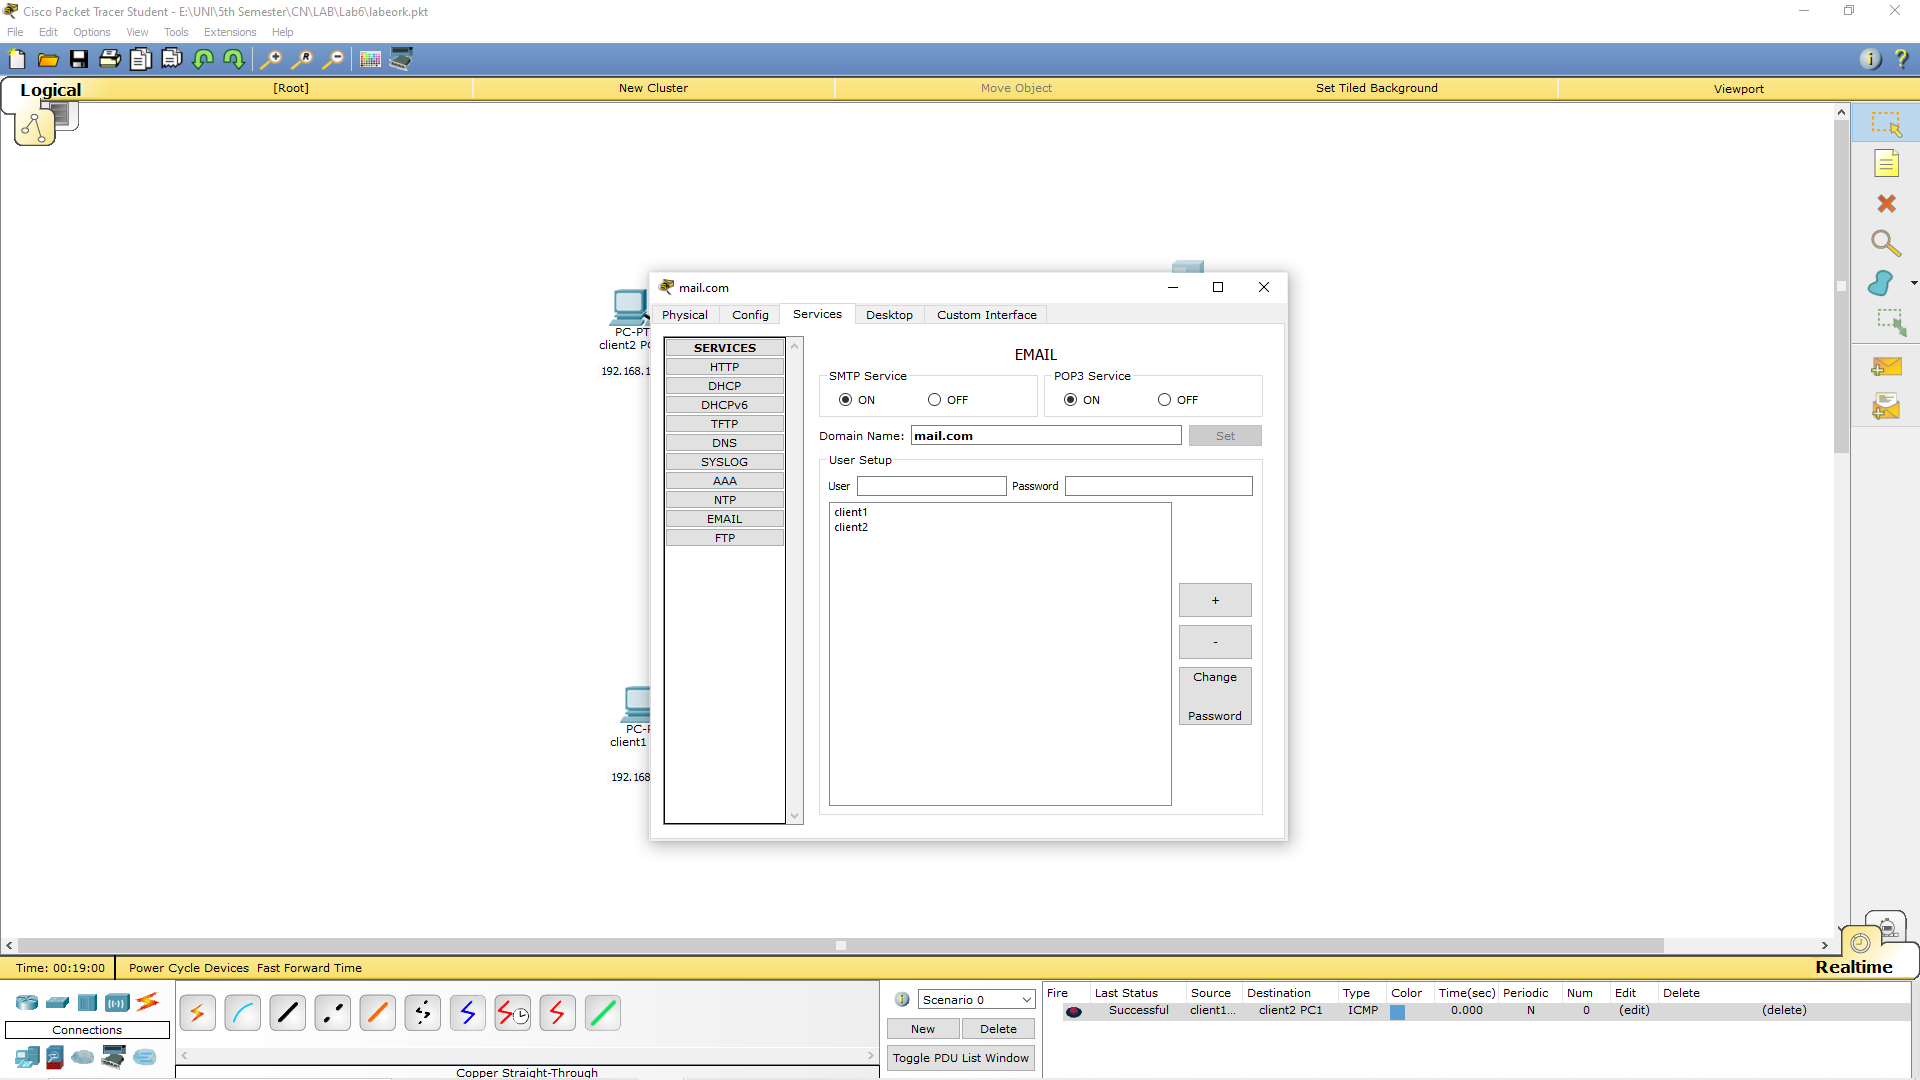 Cisco Packet Tracer Student - E:\UNI\5th Semester\CN\LAB\Lab6\labeork.pkt
File Edit Options View Tools Extensions Help
Logical [Root] New Cluster Move Object Set Tiled Background Viewport
mail.com
Physical Config Services Desktop Custom Interface
SERVICES
HTTP
DHCP
DHCPv6
TFTP
DNS
SYSLOG
AAA
NTP
EMAIL
FTP
EMAIL
SMTP Service POP3 Service
ON OFF ON OFF
Domain Name: mail.com Set
User Setup
User Password
client1
client2
+
-
Change
Password
PC-PT
client2 PC
192.168.1
PC-P
client1
192.168
Time: 00:19:00 Power Cycle Devices Fast Forward Time Realtime
Connections
Copper Straight-Through
Scenario 0
New Delete
Toggle PDU List Window
Fire Last Status Source Destination Type Color Time(sec) Periodic Num Edit Delete
Successful client1... client2 PC1 ICMP 0.000 N 0 (edit) (delete)